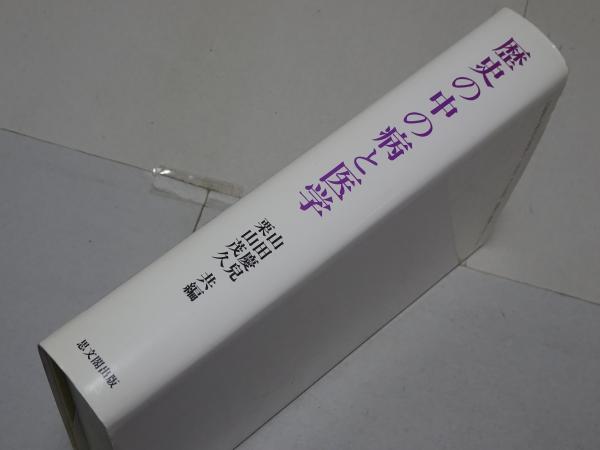 歴史の中の病と医学
山田慶兒
栗山茂久
共編
思文閣出版